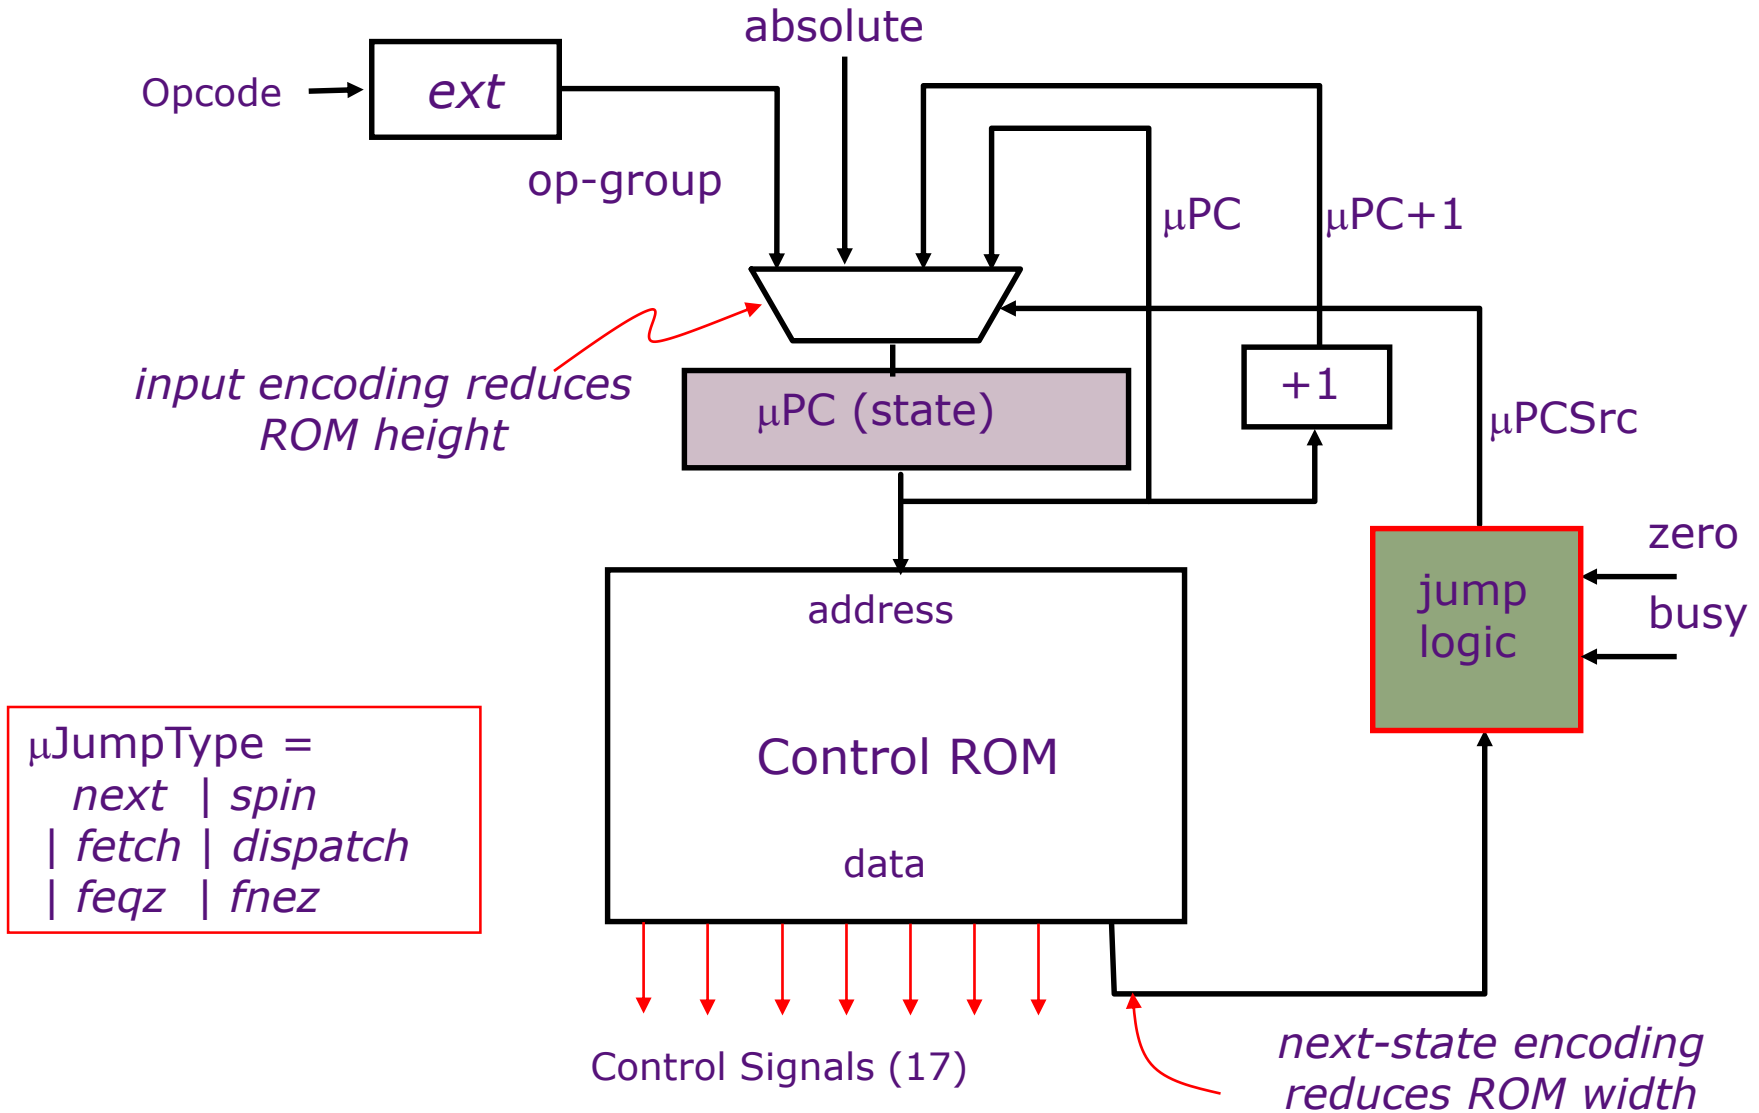 absolute
Opcode
ext
op-group
μPC
μPC+1
input encoding reduces
ROM height
μPC (state)
+1
μPCSrc
zero
busy
jump
logic
address
Control ROM
data
μJumpType =
next | spin
| fetch | dispatch
| feqz | fnez
Control Signals (17)
next-state encoding
reduces ROM width